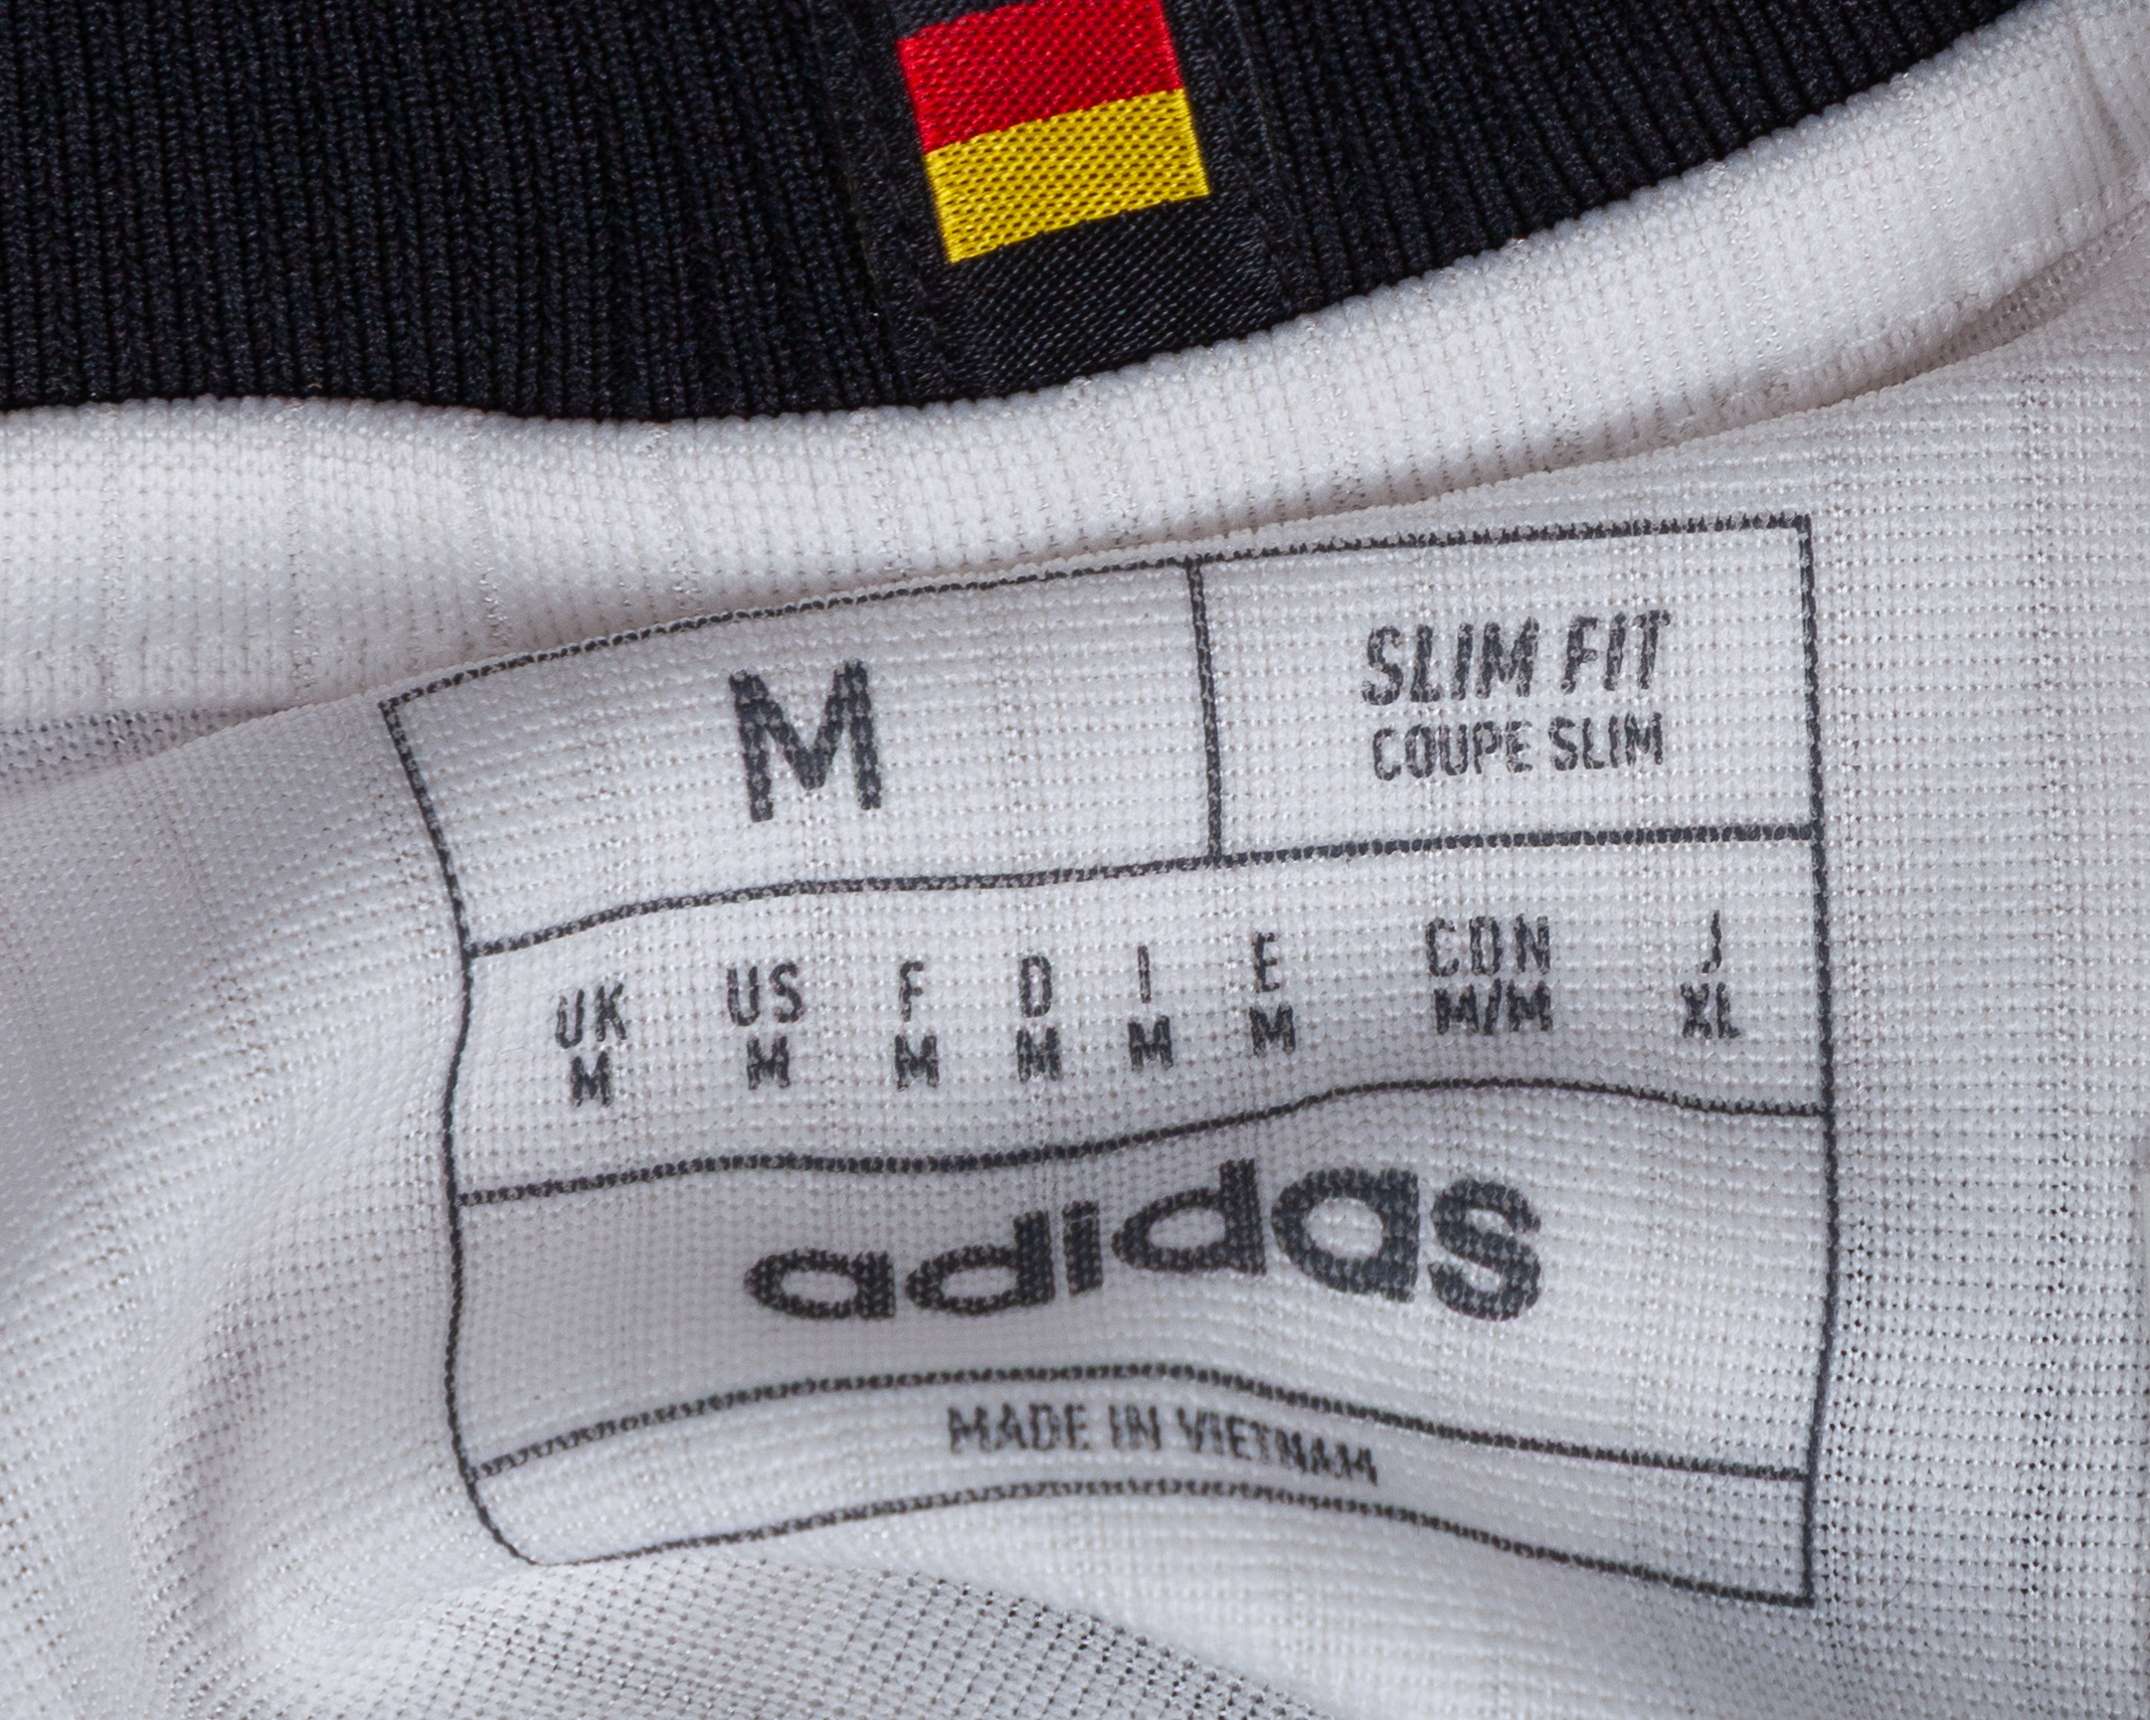 M
SLIM FIT
COUPE SLIM
UK US F D I E CDN J
M M M M M M M/M XL
adidas
MADE IN VIETNAM